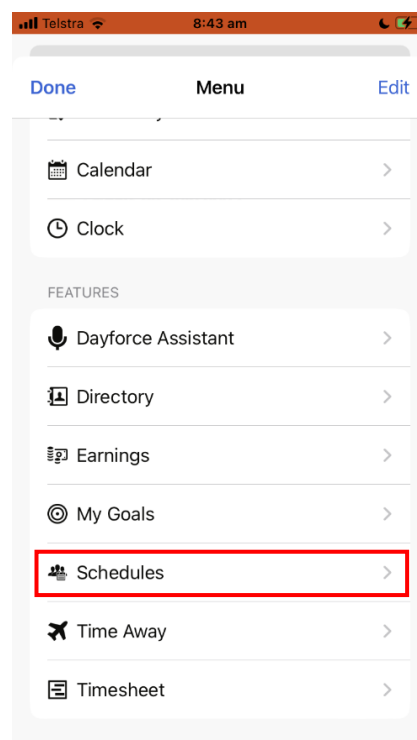 Telstra 8:43 am
Done Menu Edit
Calendar
Clock
FEATURES
Dayforce Assistant
Directory
Earnings
My Goals
Schedules
Time Away
Timesheet